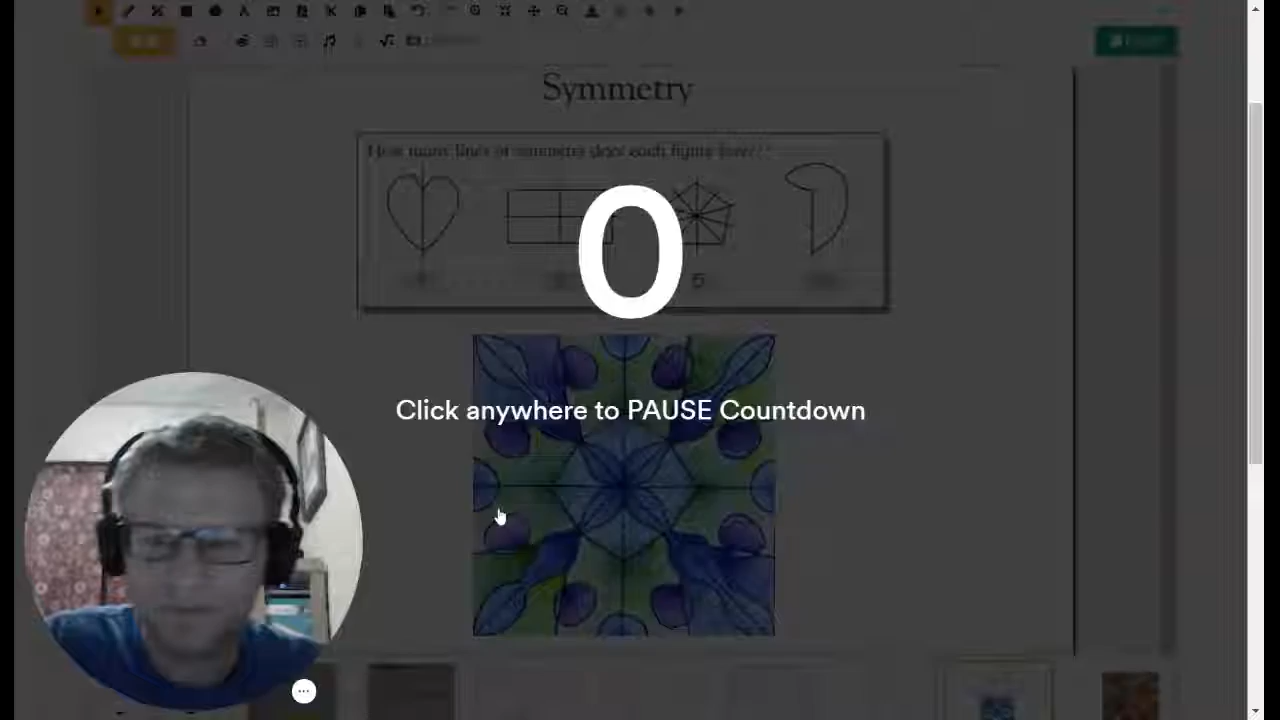 Symmetry
How many lines of symmetry does each figure have?
0
5
Click anywhere to PAUSE Countdown